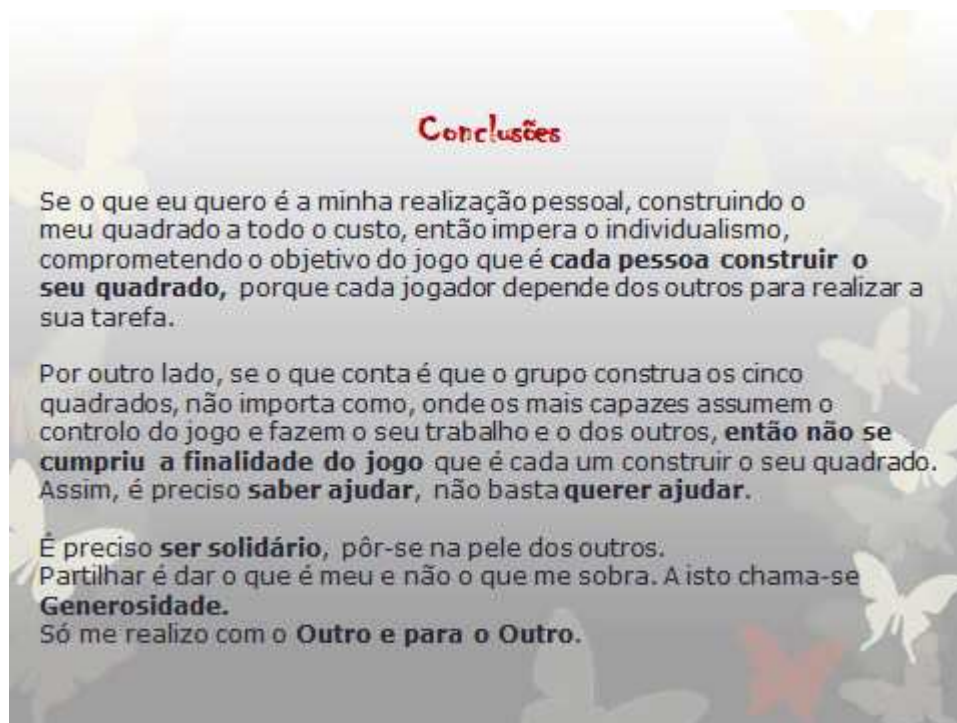 Conclusões
Se o que eu quero é a minha realização pessoal, construindo o
meu quadrado a todo o custo, então impera o individualismo,
comprometendo o objetivo do jogo que é cada pessoa construir o
seu quadrado, porque cada jogador depende dos outros para realizar a
sua tarefa.
Por outro lado, se o que conta é que o grupo construa os cinco
quadrados, não importa como, onde os mais capazes assumem o
controlo do jogo e fazem o seu trabalho e o dos outros, então não se
cumpriu a finalidade do jogo que é cada um construir o seu quadrado.
Assim, é preciso saber ajudar, não basta querer ajudar.
É preciso ser solidário, pôr-se na pele dos outros.
Partilhar é dar o que é meu e não o que me sobra. A isto chama-se
Generosidade.
Só me realizo com o Outro e para o Outro.